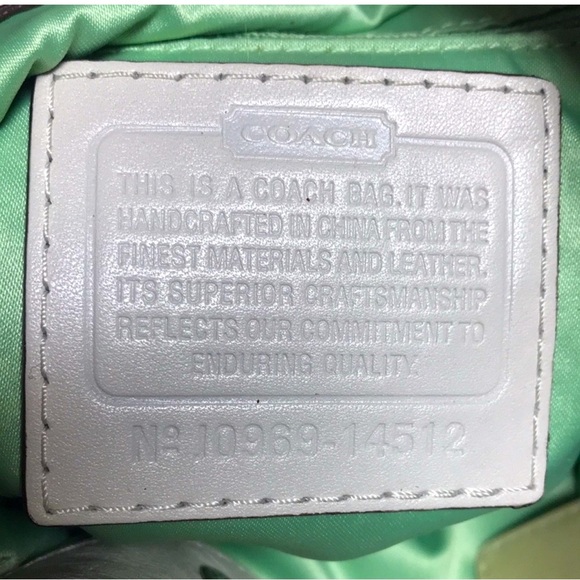 COACH
THIS IS A COACH BAG. IT WAS
HANDCRAFTED IN CHINA FROM THE
FINEST MATERIALS AND LEATHER.
ITS SUPERIOR CRAFTSMANSHIP
REFLECTS OUR COMMITMENT TO
ENDURING QUALITY.
Nº J0969-14512